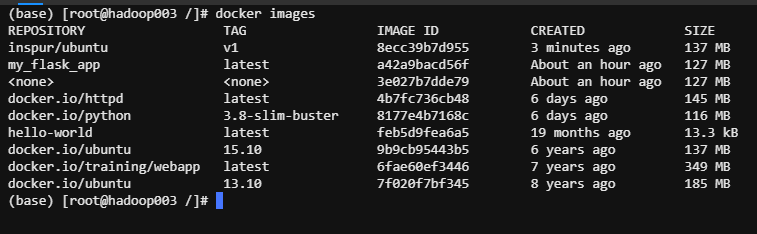 (base) [root@hadoop003 /]# docker images
REPOSITORY TAG IMAGE ID CREATED SIZE
inspur/ubuntu v1 8ecc39b7d955 3 minutes ago 137 MB
my_flask_app latest a42a9bacd56f About an hour ago 127 MB
<none> <none> 3e027b7dde79 About an hour ago 127 MB
docker.io/httpd latest 4b7fc736cb48 6 days ago 145 MB
docker.io/python 3.8-slim-buster 8177e4b7168c 6 days ago 116 MB
hello-world latest feb5d9fea6a5 19 months ago 13.3 kB
docker.io/ubuntu 15.10 9b9cb95443b5 6 years ago 137 MB
docker.io/training/webapp latest 6fae60ef3446 7 years ago 349 MB
docker.io/ubuntu 13.10 7f020f7bf345 8 years ago 185 MB
(base) [root@hadoop003 /]#